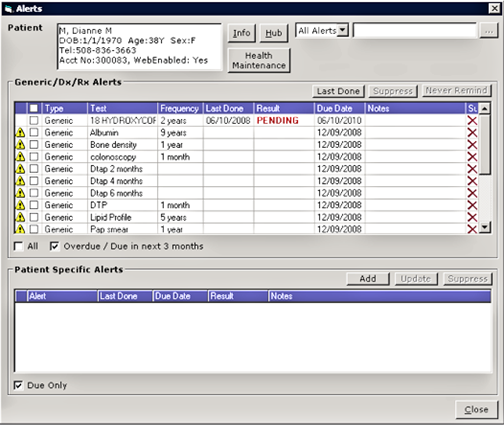 Alerts
Patient
M, Dianne M
DOB:1/1/1970 Age:38Y Sex:F
Tel:508-836-3663
Acct No:300083, WebEnabled: Yes
Info Hub All Alerts ...
Health Maintenance
Generic/Dx/Rx Alerts
Last Done Suppress Never Remind
Type Test Frequency Last Done Result Due Date Notes Su
Generic 18 HYDROXYCOF 2 years 06/10/2008 PENDING 06/10/2010
Generic Albumin 9 years 12/09/2008
Generic Bone density 1 year 12/09/2008
Generic colonoscopy 1 month 12/09/2008
Generic Dtap 2 months 12/09/2008
Generic Dtap 4 months 12/09/2008
Generic Dtap 6 months 12/09/2008
Generic DTP 1 month 12/09/2008
Generic Lipid Profile 5 years 12/09/2008
Generic Pap smear 1 year 12/09/2008
All Overdue / Due in next 3 months
Patient Specific Alerts
Add Update Suppress
Alert Last Done Due Date Result Notes
Due Only
Close